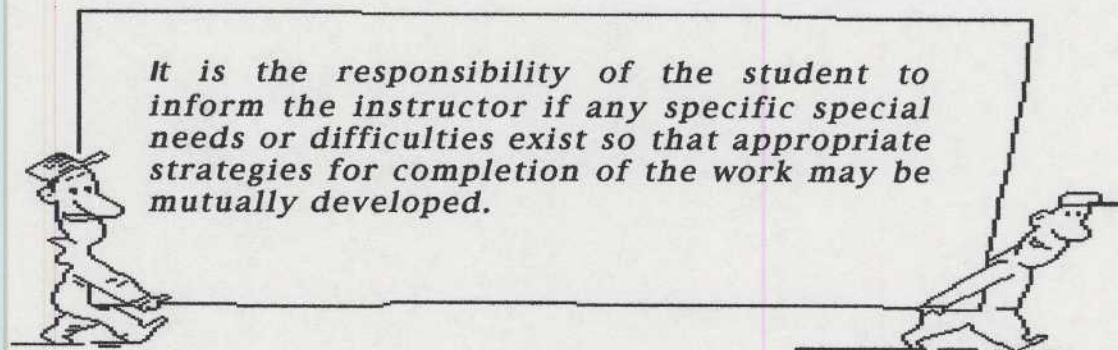 It is the responsibility of the student to
inform the instructor if any specific special
needs or difficulties exist so that appropriate
strategies for completion of the work may be
mutually developed.